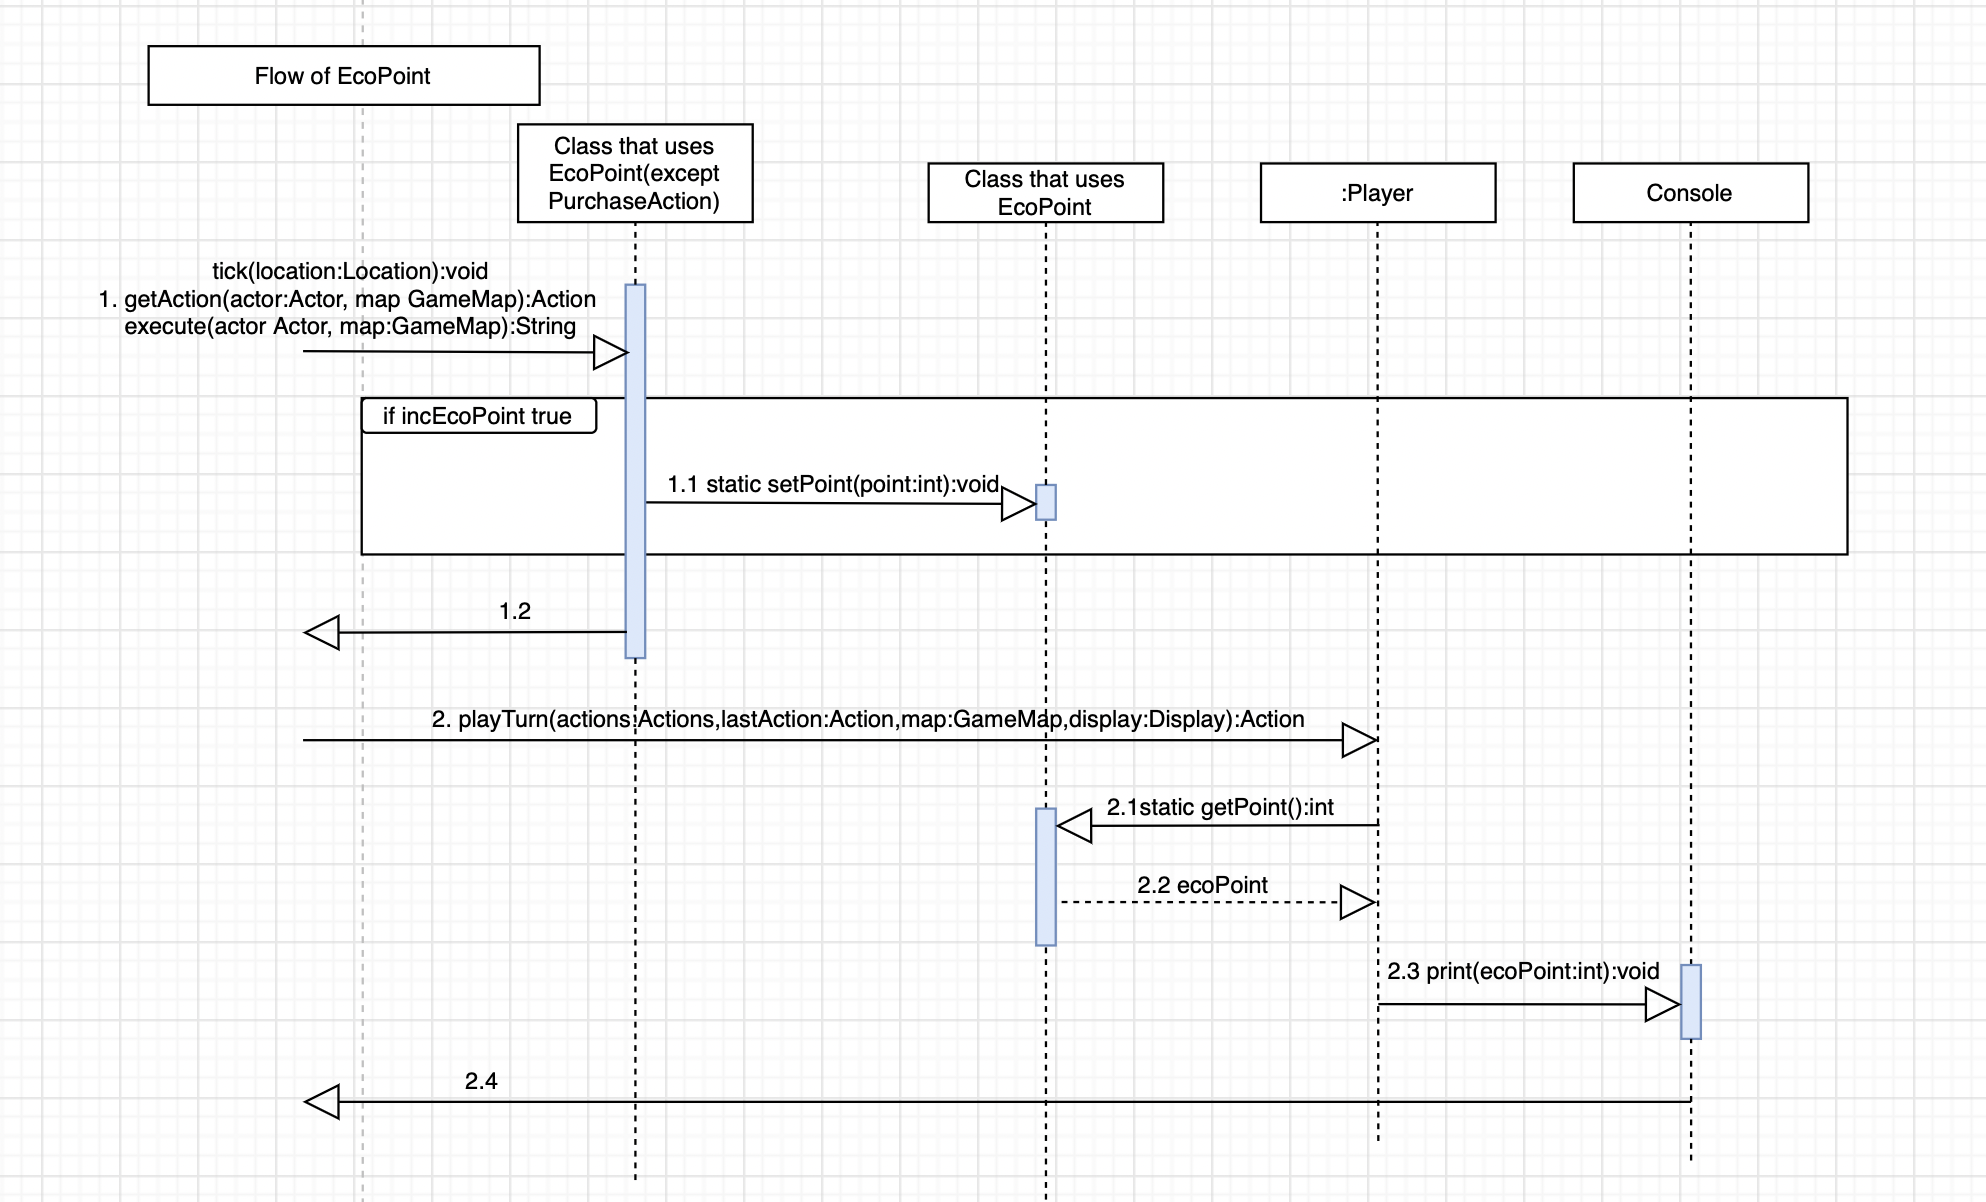 Flow of EcoPoint
Class that uses
EcoPoint(except
PurchaseAction)
Class that uses
EcoPoint
:Player
Console
tick(location:Location):void
1. getAction(actor:Actor, map GameMap):Action
execute(actor Actor, map:GameMap):String
if incEcoPoint true
1.1 static setPoint(point:int):void
1.2
2. playTurn(actions:Actions,lastAction:Action,map:GameMap,display:Display):Action
2.1static getPoint():int
2.2 ecoPoint
2.3 print(ecoPoint:int):void
2.4